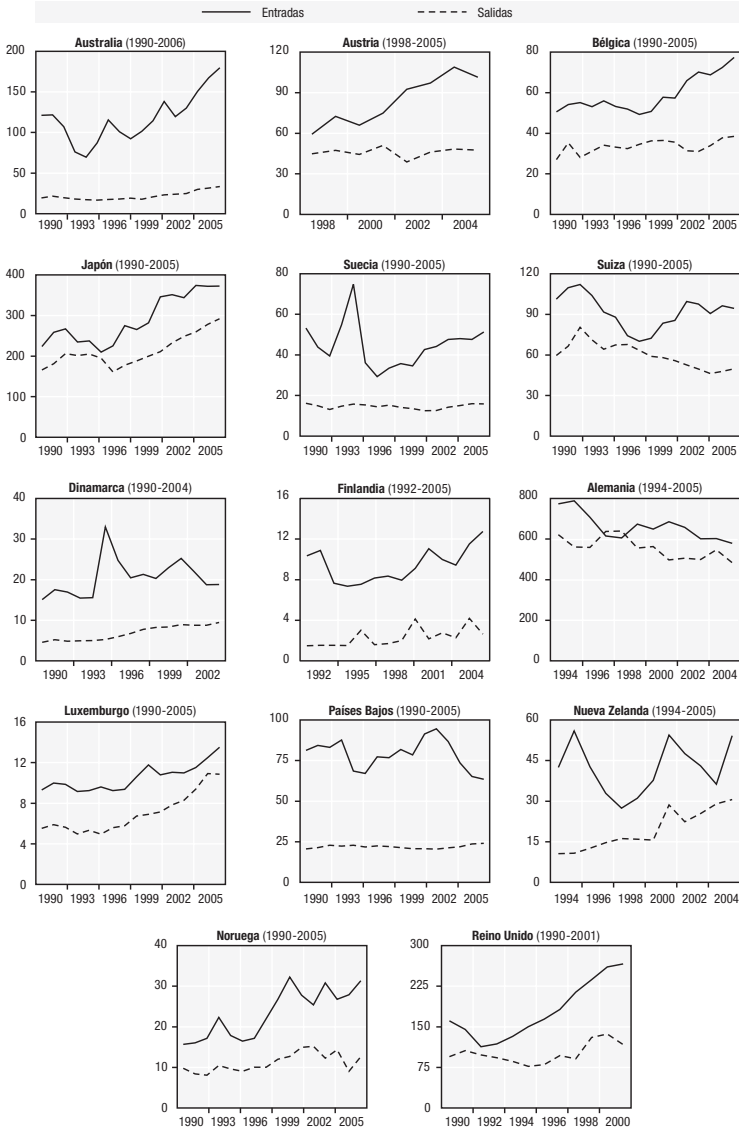 Entradas Salidas
Australia (1990-2006) Austria (1998-2005) Bélgica (1990-2005)
200 120 80
150 90 60
100 60 40
50 30 20
0 0 0
1990 1993 1996 1999 2002 2005 1998 2000 2002 2004 1990 1993 1996 1999 2002 2005
Japón (1990-2005) Suecia (1990-2005) Suiza (1990-2005)
400 80 120
300 60 90
200 40 60
100 20 30
0 0 0
1990 1993 1996 1999 2002 2005 1990 1993 1996 1999 2002 2005 1990 1993 1996 1999 2002 2005
Dinamarca (1990-2004) Finlandia (1992-2005) Alemania (1994-2005)
40 16 800
30 12 600
20 8 400
10 4 200
0 0 0
1990 1993 1996 1999 2002 1992 1995 1998 2001 2004 1994 1996 1998 2000 2002 2004
Luxemburgo (1990-2005) Países Bajos (1990-2005) Nueva Zelanda (1994-2005)
16 100 60
12 75 45
8 50 30
4 25 15
0 0 0
1990 1993 1996 1999 2002 2005 1990 1993 1996 1999 2002 2005 1994 1996 1998 2000 2002 2004
Noruega (1990-2005) Reino Unido (1990-2001)
40 300
30 225
20 150
10 75
0 0
1990 1993 1996 1999 2002 2005 1990 1992 1994 1996 1998 2000